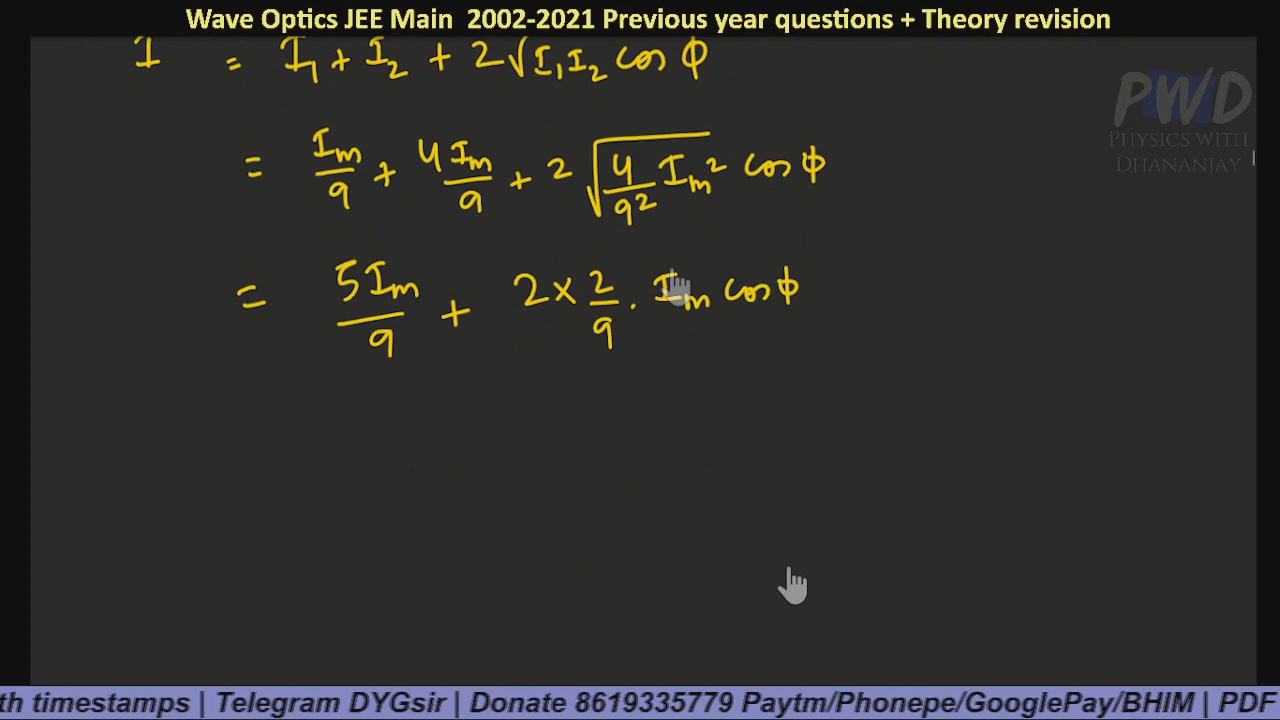 Wave Optics JEE Main 2002-2021 Previous year questions + Theory revision
I = I₁ + I₂ + 2√I₁I₂ cos ϕ
PWD
PHYSICS WITH
DHANANJAY
= Iₘ/9 + 4Iₘ/9 + 2√(4/9² Iₘ²) cos ϕ
= 5Iₘ/9 + 2 × 2/9 . Iₘ cos ϕ
th timestamps | Telegram DYGsir | Donate 8619335779 Paytm/Phonepe/GooglePay/BHIM | PDF